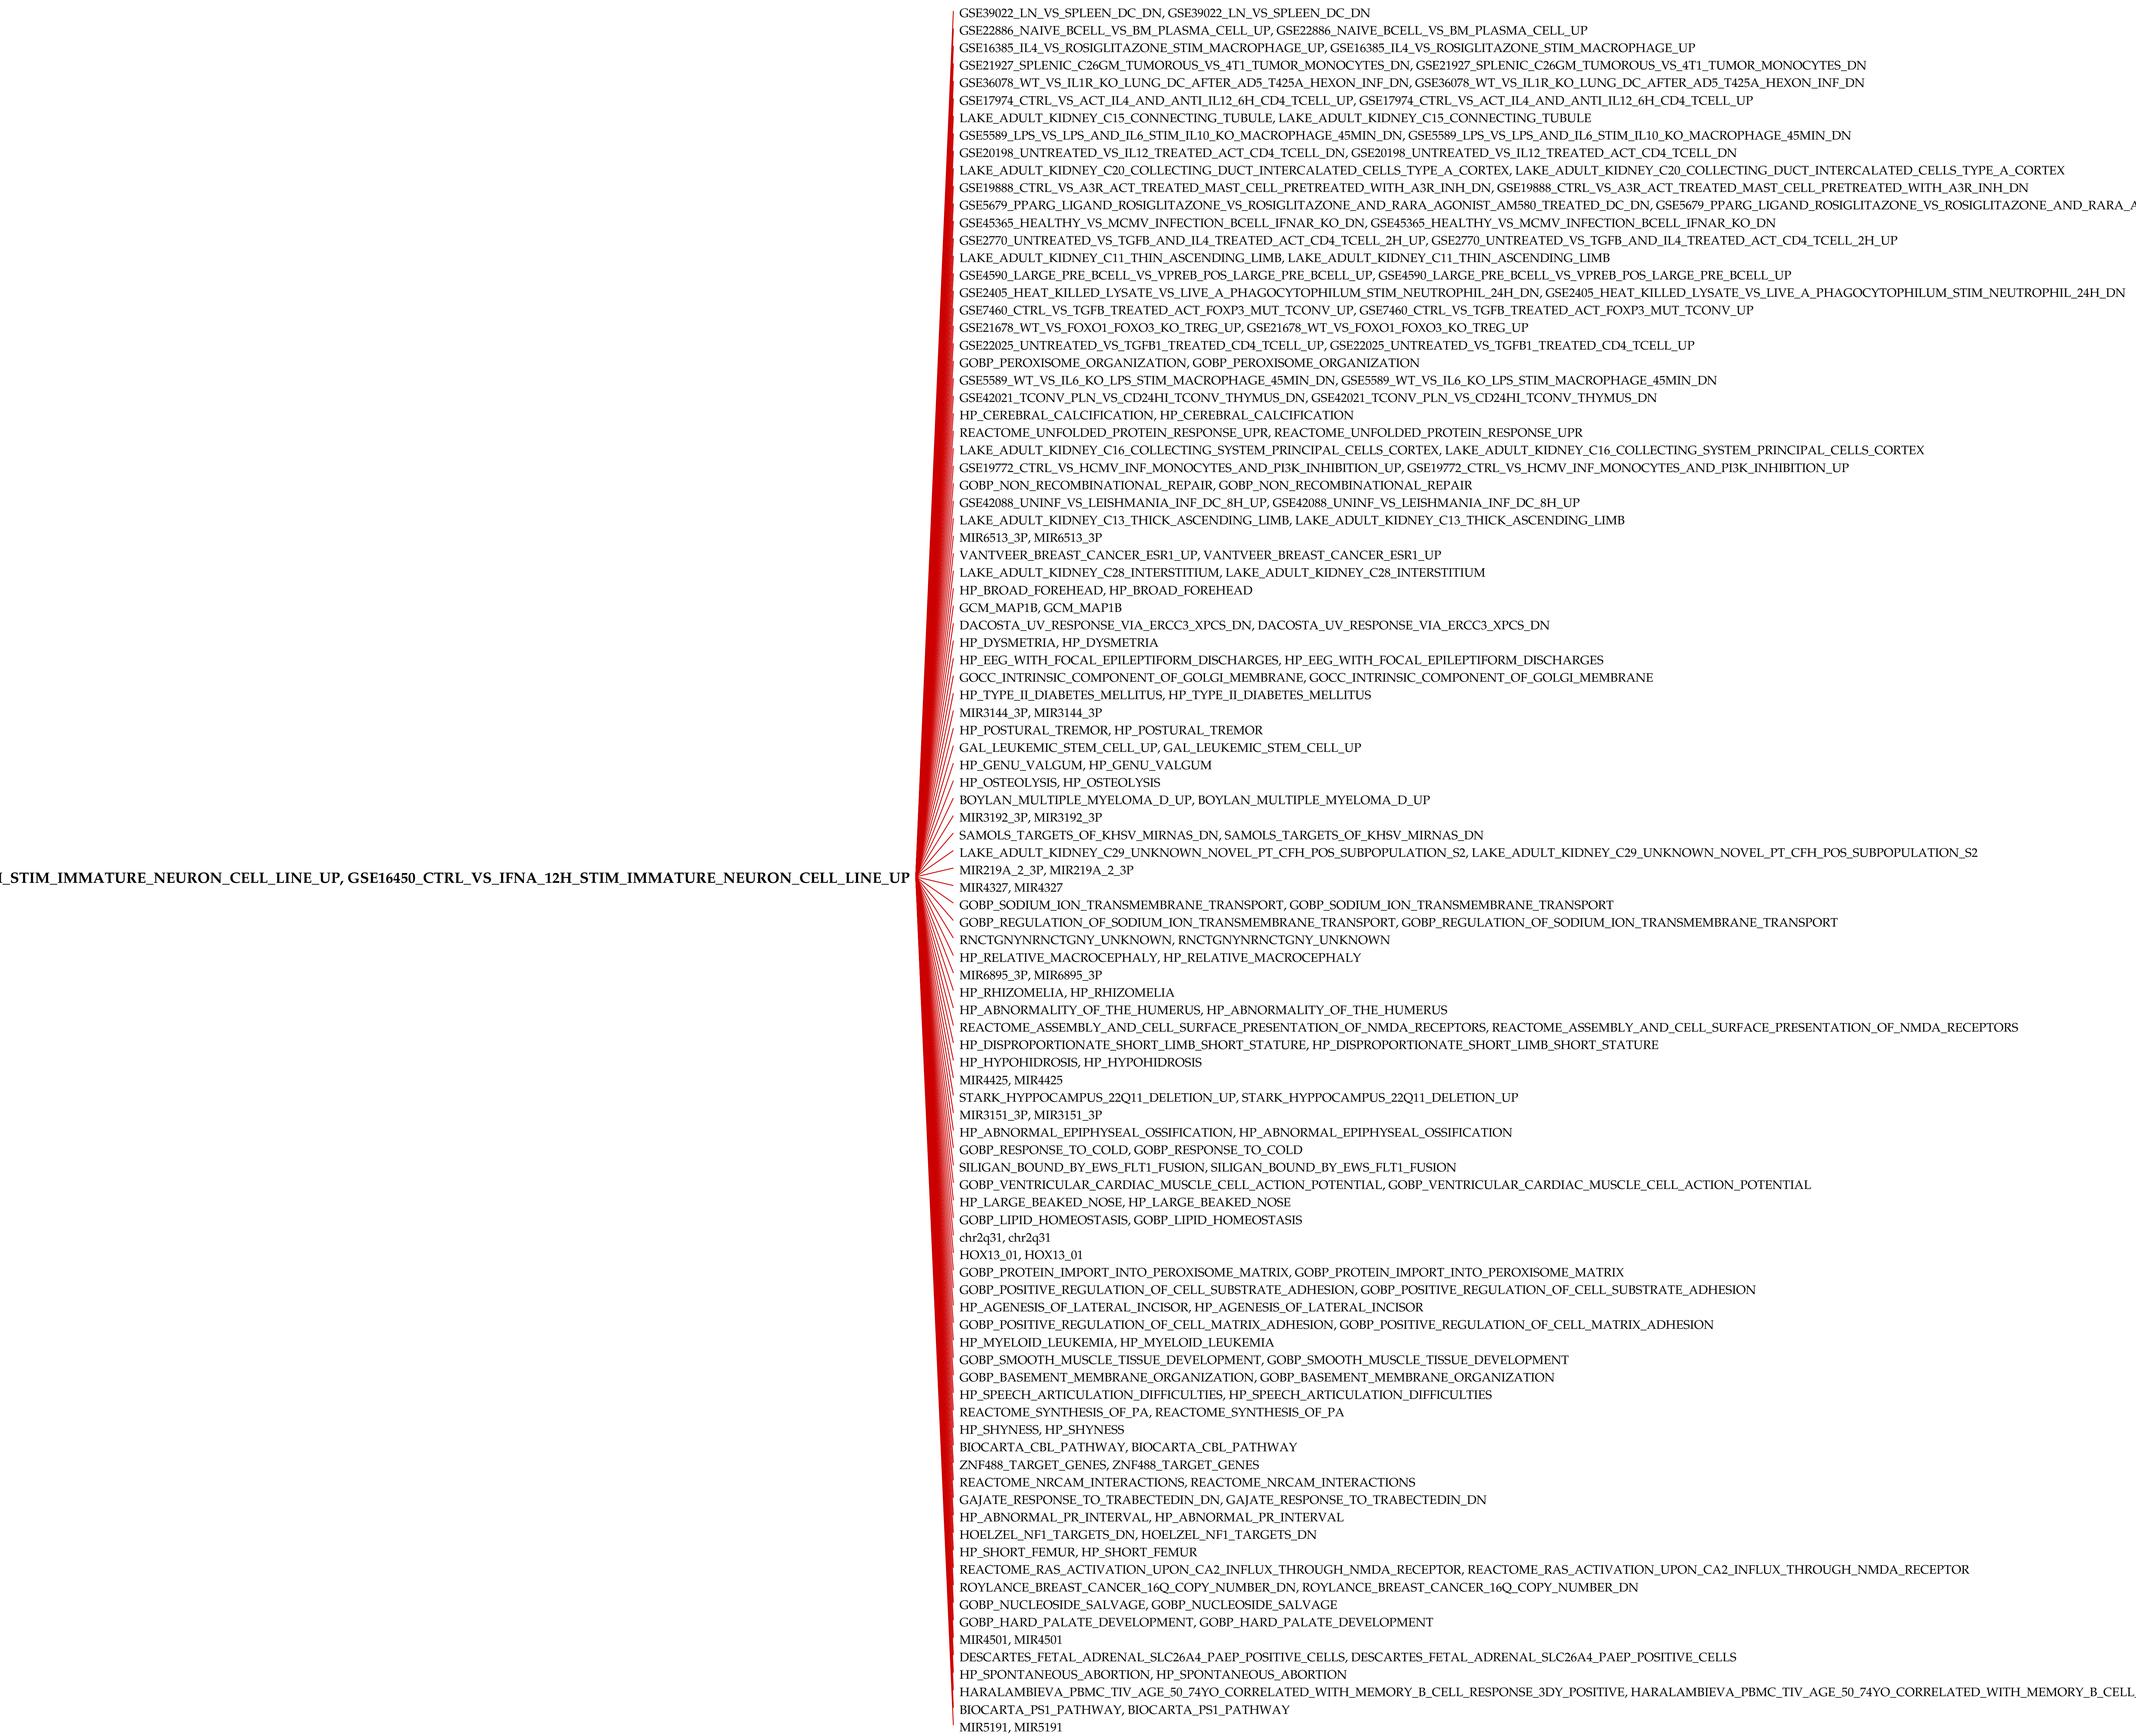 GSE39022_LN_VS_SPLEEN_DC_DN, GSE39022_LN_VS_SPLEEN_DC_DN
GSE22886_NAIVE_BCELL_VS_BM_PLASMA_CELL_UP, GSE22886_NAIVE_BCELL_VS_BM_PLASMA_CELL_UP
GSE16385_IL4_VS_ROSIGLITAZONE_STIM_MACROPHAGE_UP, GSE16385_IL4_VS_ROSIGLITAZONE_STIM_MACROPHAGE_UP
GSE21927_SPLENIC_C26GM_TUMOROUS_VS_4T1_TUMOR_MONOCYTES_DN, GSE21927_SPLENIC_C26GM_TUMOROUS_VS_4T1_TUMOR_MONOCYTES_DN
GSE36078_WT_VS_IL1R_KO_LUNG_DC_AFTER_AD5_T425A_HEXON_INF_DN, GSE36078_WT_VS_IL1R_KO_LUNG_DC_AFTER_AD5_T425A_HEXON_INF_DN
GSE17974_CTRL_VS_ACT_IL4_AND_ANTI_IL12_6H_CD4_TCELL_UP, GSE17974_CTRL_VS_ACT_IL4_AND_ANTI_IL12_6H_CD4_TCELL_UP
LAKE_ADULT_KIDNEY_C15_CONNECTING_TUBULE, LAKE_ADULT_KIDNEY_C15_CONNECTING_TUBULE
GSE5589_LPS_VS_LPS_AND_IL6_STIM_IL10_KO_MACROPHAGE_45MIN_DN, GSE5589_LPS_VS_LPS_AND_IL6_STIM_IL10_KO_MACROPHAGE_45MIN_DN
GSE20198_UNTREATED_VS_IL12_TREATED_ACT_CD4_TCELL_DN, GSE20198_UNTREATED_VS_IL12_TREATED_ACT_CD4_TCELL_DN
LAKE_ADULT_KIDNEY_C20_COLLECTING_DUCT_INTERCALATED_CELLS_TYPE_A_CORTEX, LAKE_ADULT_KIDNEY_C20_COLLECTING_DUCT_INTERCALATED_CELLS_TYPE_A_CORTEX
GSE19888_CTRL_VS_A3R_ACT_TREATED_MAST_CELL_PRETREATED_WITH_A3R_INH_DN, GSE19888_CTRL_VS_A3R_ACT_TREATED_MAST_CELL_PRETREATED_WITH_A3R_INH_DN
GSE5679_PPARG_LIGAND_ROSIGLITAZONE_VS_ROSIGLITAZONE_AND_RARA_AGONIST_AM580_TREATED_DC_DN, GSE5679_PPARG_LIGAND_ROSIGLITAZONE_VS_ROSIGLITAZONE_AND_RARA_A
GSE45365_HEALTHY_VS_MCMV_INFECTION_BCELL_IFNAR_KO_DN, GSE45365_HEALTHY_VS_MCMV_INFECTION_BCELL_IFNAR_KO_DN
GSE2770_UNTREATED_VS_TGFB_AND_IL4_TREATED_ACT_CD4_TCELL_2H_UP, GSE2770_UNTREATED_VS_TGFB_AND_IL4_TREATED_ACT_CD4_TCELL_2H_UP
LAKE_ADULT_KIDNEY_C11_THIN_ASCENDING_LIMB, LAKE_ADULT_KIDNEY_C11_THIN_ASCENDING_LIMB
GSE4590_LARGE_PRE_BCELL_VS_VPREB_POS_LARGE_PRE_BCELL_UP, GSE4590_LARGE_PRE_BCELL_VS_VPREB_POS_LARGE_PRE_BCELL_UP
GSE2405_HEAT_KILLED_LYSATE_VS_LIVE_A_PHAGOCYTOPHILUM_STIM_NEUTROPHIL_24H_DN, GSE2405_HEAT_KILLED_LYSATE_VS_LIVE_A_PHAGOCYTOPHILUM_STIM_NEUTROPHIL_24H_DN
GSE7460_CTRL_VS_TGFB_TREATED_ACT_FOXP3_MUT_TCONV_UP, GSE7460_CTRL_VS_TGFB_TREATED_ACT_FOXP3_MUT_TCONV_UP
GSE21678_WT_VS_FOXO1_FOXO3_KO_TREG_UP, GSE21678_WT_VS_FOXO1_FOXO3_KO_TREG_UP
GSE22025_UNTREATED_VS_TGFB1_TREATED_CD4_TCELL_UP, GSE22025_UNTREATED_VS_TGFB1_TREATED_CD4_TCELL_UP
GOBP_PEROXISOME_ORGANIZATION, GOBP_PEROXISOME_ORGANIZATION
GSE5589_WT_VS_IL6_KO_LPS_STIM_MACROPHAGE_45MIN_DN, GSE5589_WT_VS_IL6_KO_LPS_STIM_MACROPHAGE_45MIN_DN
GSE42021_TCONV_PLN_VS_CD24HI_TCONV_THYMUS_DN, GSE42021_TCONV_PLN_VS_CD24HI_TCONV_THYMUS_DN
HP_CEREBRAL_CALCIFICATION, HP_CEREBRAL_CALCIFICATION
REACTOME_UNFOLDED_PROTEIN_RESPONSE_UPR, REACTOME_UNFOLDED_PROTEIN_RESPONSE_UPR
LAKE_ADULT_KIDNEY_C16_COLLECTING_SYSTEM_PRINCIPAL_CELLS_CORTEX, LAKE_ADULT_KIDNEY_C16_COLLECTING_SYSTEM_PRINCIPAL_CELLS_CORTEX
GSE19772_CTRL_VS_HCMV_INF_MONOCYTES_AND_PI3K_INHIBITION_UP, GSE19772_CTRL_VS_HCMV_INF_MONOCYTES_AND_PI3K_INHIBITION_UP
GOBP_NON_RECOMBINATIONAL_REPAIR, GOBP_NON_RECOMBINATIONAL_REPAIR
GSE42088_UNINF_VS_LEISHMANIA_INF_DC_8H_UP, GSE42088_UNINF_VS_LEISHMANIA_INF_DC_8H_UP
LAKE_ADULT_KIDNEY_C13_THICK_ASCENDING_LIMB, LAKE_ADULT_KIDNEY_C13_THICK_ASCENDING_LIMB
MIR6513_3P, MIR6513_3P
VANTVEER_BREAST_CANCER_ESR1_UP, VANTVEER_BREAST_CANCER_ESR1_UP
LAKE_ADULT_KIDNEY_C28_INTERSTITIUM, LAKE_ADULT_KIDNEY_C28_INTERSTITIUM
HP_BROAD_FOREHEAD, HP_BROAD_FOREHEAD
GCM_MAP1B, GCM_MAP1B
DACOSTA_UV_RESPONSE_VIA_ERCC3_XPCS_DN, DACOSTA_UV_RESPONSE_VIA_ERCC3_XPCS_DN
HP_DYSMETRIA, HP_DYSMETRIA
HP_EEG_WITH_FOCAL_EPILEPTIFORM_DISCHARGES, HP_EEG_WITH_FOCAL_EPILEPTIFORM_DISCHARGES
GOCC_INTRINSIC_COMPONENT_OF_GOLGI_MEMBRANE, GOCC_INTRINSIC_COMPONENT_OF_GOLGI_MEMBRANE
HP_TYPE_II_DIABETES_MELLITUS, HP_TYPE_II_DIABETES_MELLITUS
MIR3144_3P, MIR3144_3P
HP_POSTURAL_TREMOR, HP_POSTURAL_TREMOR
GAL_LEUKEMIC_STEM_CELL_UP, GAL_LEUKEMIC_STEM_CELL_UP
HP_GENU_VALGUM, HP_GENU_VALGUM
HP_OSTEOLYSIS, HP_OSTEOLYSIS
BOYLAN_MULTIPLE_MYELOMA_D_UP, BOYLAN_MULTIPLE_MYELOMA_D_UP
MIR3192_3P, MIR3192_3P
SAMOLS_TARGETS_OF_KHSV_MIRNAS_DN, SAMOLS_TARGETS_OF_KHSV_MIRNAS_DN
LAKE_ADULT_KIDNEY_C29_UNKNOWN_NOVEL_PT_CFH_POS_SUBPOPULATION_S2, LAKE_ADULT_KIDNEY_C29_UNKNOWN_NOVEL_PT_CFH_POS_SUBPOPULATION_S2
MIR219A_2_3P, MIR219A_2_3P
_STIM_IMMATURE_NEURON_CELL_LINE_UP, GSE16450_CTRL_VS_IFNA_12H_STIM_IMMATURE_NEURON_CELL_LINE_UP
MIR4327, MIR4327
GOBP_SODIUM_ION_TRANSMEMBRANE_TRANSPORT, GOBP_SODIUM_ION_TRANSMEMBRANE_TRANSPORT
GOBP_REGULATION_OF_SODIUM_ION_TRANSMEMBRANE_TRANSPORT, GOBP_REGULATION_OF_SODIUM_ION_TRANSMEMBRANE_TRANSPORT
RNCTGNYNRNCTGNY_UNKNOWN, RNCTGNYNRNCTGNY_UNKNOWN
HP_RELATIVE_MACROCEPHALY, HP_RELATIVE_MACROCEPHALY
MIR6895_3P, MIR6895_3P
HP_RHIZOMELIA, HP_RHIZOMELIA
HP_ABNORMALITY_OF_THE_HUMERUS, HP_ABNORMALITY_OF_THE_HUMERUS
REACTOME_ASSEMBLY_AND_CELL_SURFACE_PRESENTATION_OF_NMDA_RECEPTORS, REACTOME_ASSEMBLY_AND_CELL_SURFACE_PRESENTATION_OF_NMDA_RECEPTORS
HP_DISPROPORTIONATE_SHORT_LIMB_SHORT_STATURE, HP_DISPROPORTIONATE_SHORT_LIMB_SHORT_STATURE
HP_HYPOHIDROSIS, HP_HYPOHIDROSIS
MIR4425, MIR4425
STARK_HYPPOCAMPUS_22Q11_DELETION_UP, STARK_HYPPOCAMPUS_22Q11_DELETION_UP
MIR3151_3P, MIR3151_3P
HP_ABNORMAL_EPIPHYSEAL_OSSIFICATION, HP_ABNORMAL_EPIPHYSEAL_OSSIFICATION
GOBP_RESPONSE_TO_COLD, GOBP_RESPONSE_TO_COLD
SILIGAN_BOUND_BY_EWS_FLT1_FUSION, SILIGAN_BOUND_BY_EWS_FLT1_FUSION
GOBP_VENTRICULAR_CARDIAC_MUSCLE_CELL_ACTION_POTENTIAL, GOBP_VENTRICULAR_CARDIAC_MUSCLE_CELL_ACTION_POTENTIAL
HP_LARGE_BEAKED_NOSE, HP_LARGE_BEAKED_NOSE
GOBP_LIPID_HOMEOSTASIS, GOBP_LIPID_HOMEOSTASIS
chr2q31, chr2q31
HOX13_01, HOX13_01
GOBP_PROTEIN_IMPORT_INTO_PEROXISOME_MATRIX, GOBP_PROTEIN_IMPORT_INTO_PEROXISOME_MATRIX
GOBP_POSITIVE_REGULATION_OF_CELL_SUBSTRATE_ADHESION, GOBP_POSITIVE_REGULATION_OF_CELL_SUBSTRATE_ADHESION
HP_AGENESIS_OF_LATERAL_INCISOR, HP_AGENESIS_OF_LATERAL_INCISOR
GOBP_POSITIVE_REGULATION_OF_CELL_MATRIX_ADHESION, GOBP_POSITIVE_REGULATION_OF_CELL_MATRIX_ADHESION
HP_MYELOID_LEUKEMIA, HP_MYELOID_LEUKEMIA
GOBP_SMOOTH_MUSCLE_TISSUE_DEVELOPMENT, GOBP_SMOOTH_MUSCLE_TISSUE_DEVELOPMENT
GOBP_BASEMENT_MEMBRANE_ORGANIZATION, GOBP_BASEMENT_MEMBRANE_ORGANIZATION
HP_SPEECH_ARTICULATION_DIFFICULTIES, HP_SPEECH_ARTICULATION_DIFFICULTIES
REACTOME_SYNTHESIS_OF_PA, REACTOME_SYNTHESIS_OF_PA
HP_SHYNESS, HP_SHYNESS
BIOCARTA_CBL_PATHWAY, BIOCARTA_CBL_PATHWAY
ZNF488_TARGET_GENES, ZNF488_TARGET_GENES
REACTOME_NRCAM_INTERACTIONS, REACTOME_NRCAM_INTERACTIONS
GAJATE_RESPONSE_TO_TRABECTEDIN_DN, GAJATE_RESPONSE_TO_TRABECTEDIN_DN
HP_ABNORMAL_PR_INTERVAL, HP_ABNORMAL_PR_INTERVAL
HOELZEL_NF1_TARGETS_DN, HOELZEL_NF1_TARGETS_DN
HP_SHORT_FEMUR, HP_SHORT_FEMUR
REACTOME_RAS_ACTIVATION_UPON_CA2_INFLUX_THROUGH_NMDA_RECEPTOR, REACTOME_RAS_ACTIVATION_UPON_CA2_INFLUX_THROUGH_NMDA_RECEPTOR
ROYLANCE_BREAST_CANCER_16Q_COPY_NUMBER_DN, ROYLANCE_BREAST_CANCER_16Q_COPY_NUMBER_DN
GOBP_NUCLEOSIDE_SALVAGE, GOBP_NUCLEOSIDE_SALVAGE
GOBP_HARD_PALATE_DEVELOPMENT, GOBP_HARD_PALATE_DEVELOPMENT
MIR4501, MIR4501
DESCARTES_FETAL_ADRENAL_SLC26A4_PAEP_POSITIVE_CELLS, DESCARTES_FETAL_ADRENAL_SLC26A4_PAEP_POSITIVE_CELLS
HP_SPONTANEOUS_ABORTION, HP_SPONTANEOUS_ABORTION
HARALAMBIEVA_PBMC_TIV_AGE_50_74YO_CORRELATED_WITH_MEMORY_B_CELL_RESPONSE_3DY_POSITIVE, HARALAMBIEVA_PBMC_TIV_AGE_50_74YO_CORRELATED_WITH_MEMORY_B_CELL_
BIOCARTA_PS1_PATHWAY, BIOCARTA_PS1_PATHWAY
MIR5191, MIR5191